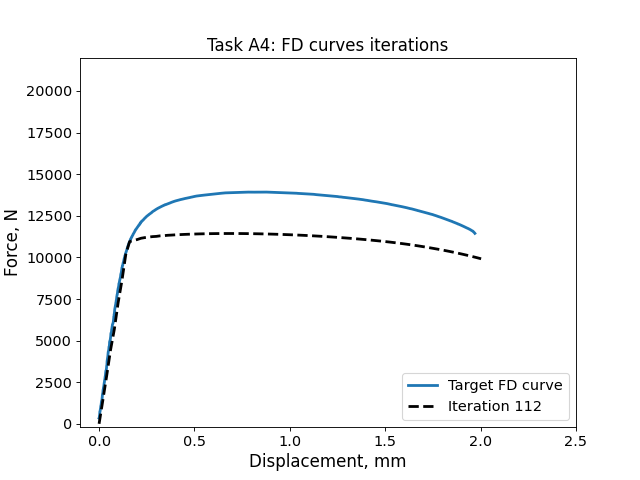 Task A4: FD curves iterations
Force, N
20000
17500
15000
12500
10000
7500
5000
2500
0
0.0 0.5 1.0 1.5 2.0 2.5
Displacement, mm
Target FD curve
Iteration 112